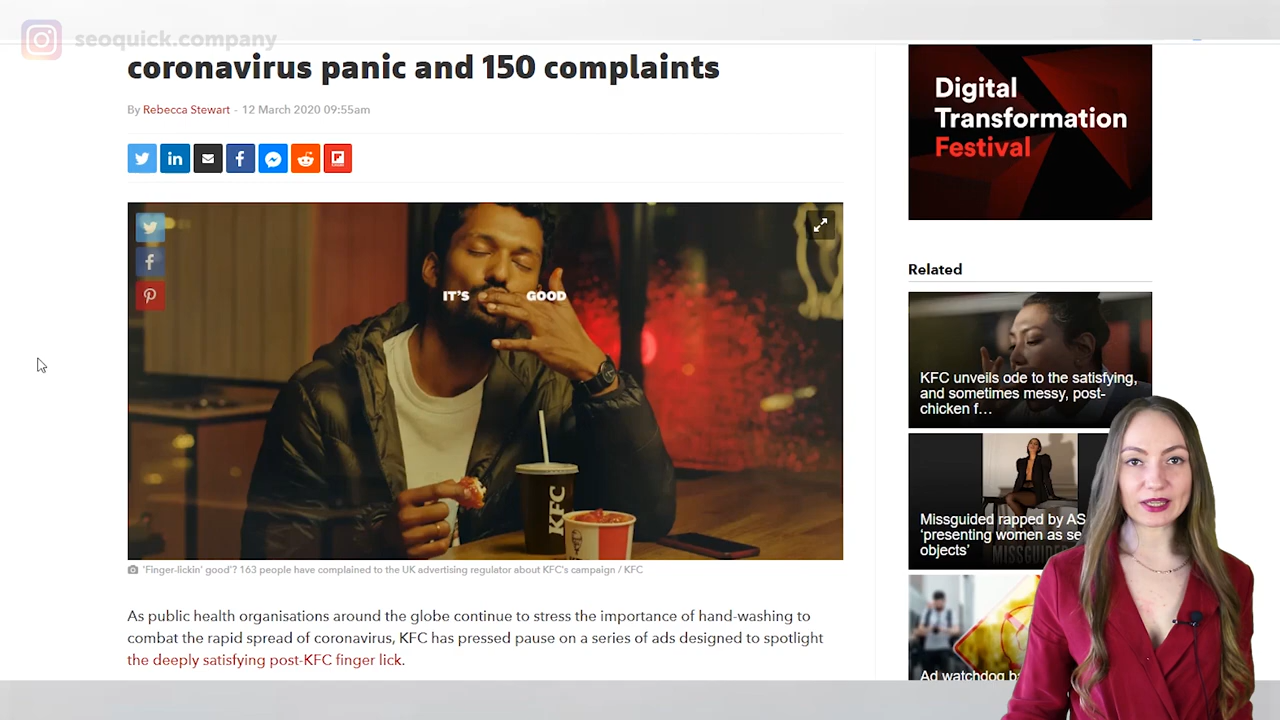 seoquick.company
coronavirus panic and 150 complaints
By Rebecca Stewart - 12 March 2020 09:55am
IT'S GOOD
KFC
'Finger-lickin' good'? 163 people have complained to the UK advertising regulator about KFC's campaign / KFC
As public health organisations around the globe continue to stress the importance of hand-washing to
combat the rapid spread of coronavirus, KFC has pressed pause on a series of ads designed to spotlight
the deeply satisfying post-KFC finger lick.
Digital
Transformation
Festival
Related
KFC unveils ode to the satisfying,
and sometimes messy, post-
chicken f…
Missguided rapped by AS
'presenting women as se
objects'
MISSGUIDED
Ad watchdog b